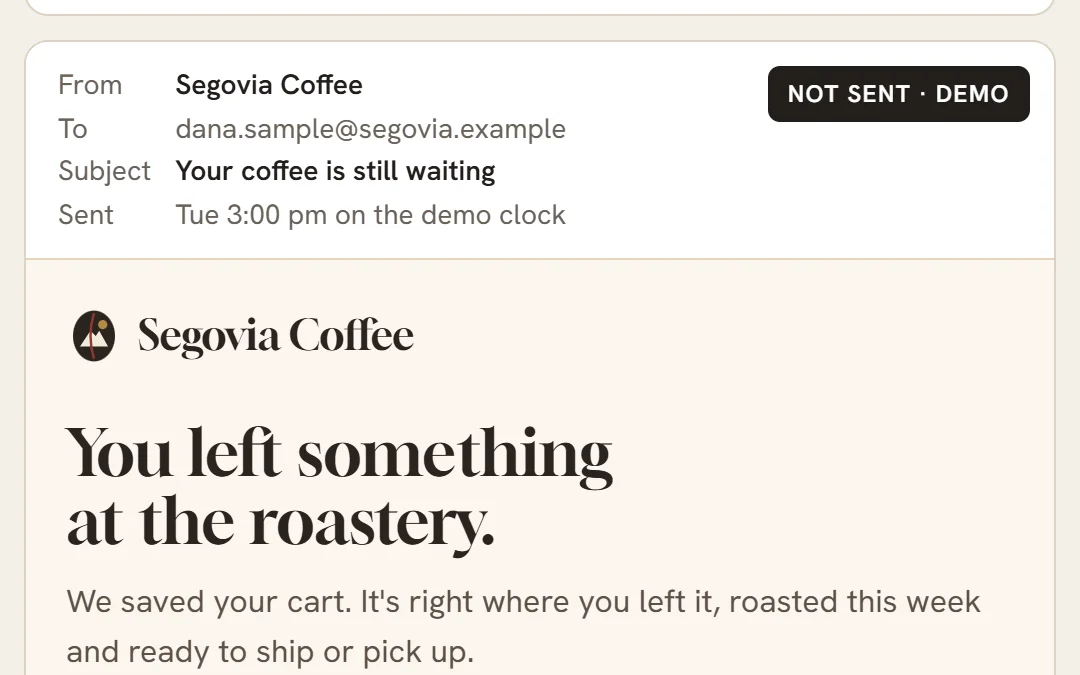 From Segovia Coffee
NOT SENT · DEMO
To dana.sample@segovia.example
Subject Your coffee is still waiting
Sent Tue 3:00 pm on the demo clock
Segovia Coffee
You left something
at the roastery.
We saved your cart. It's right where you left it, roasted this week
and ready to ship or pick up.